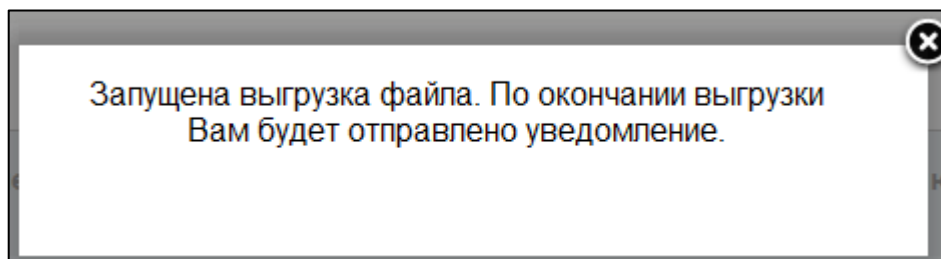 Запущена выгрузка файла. По окончании выгрузки
Вам будет отправлено уведомление.